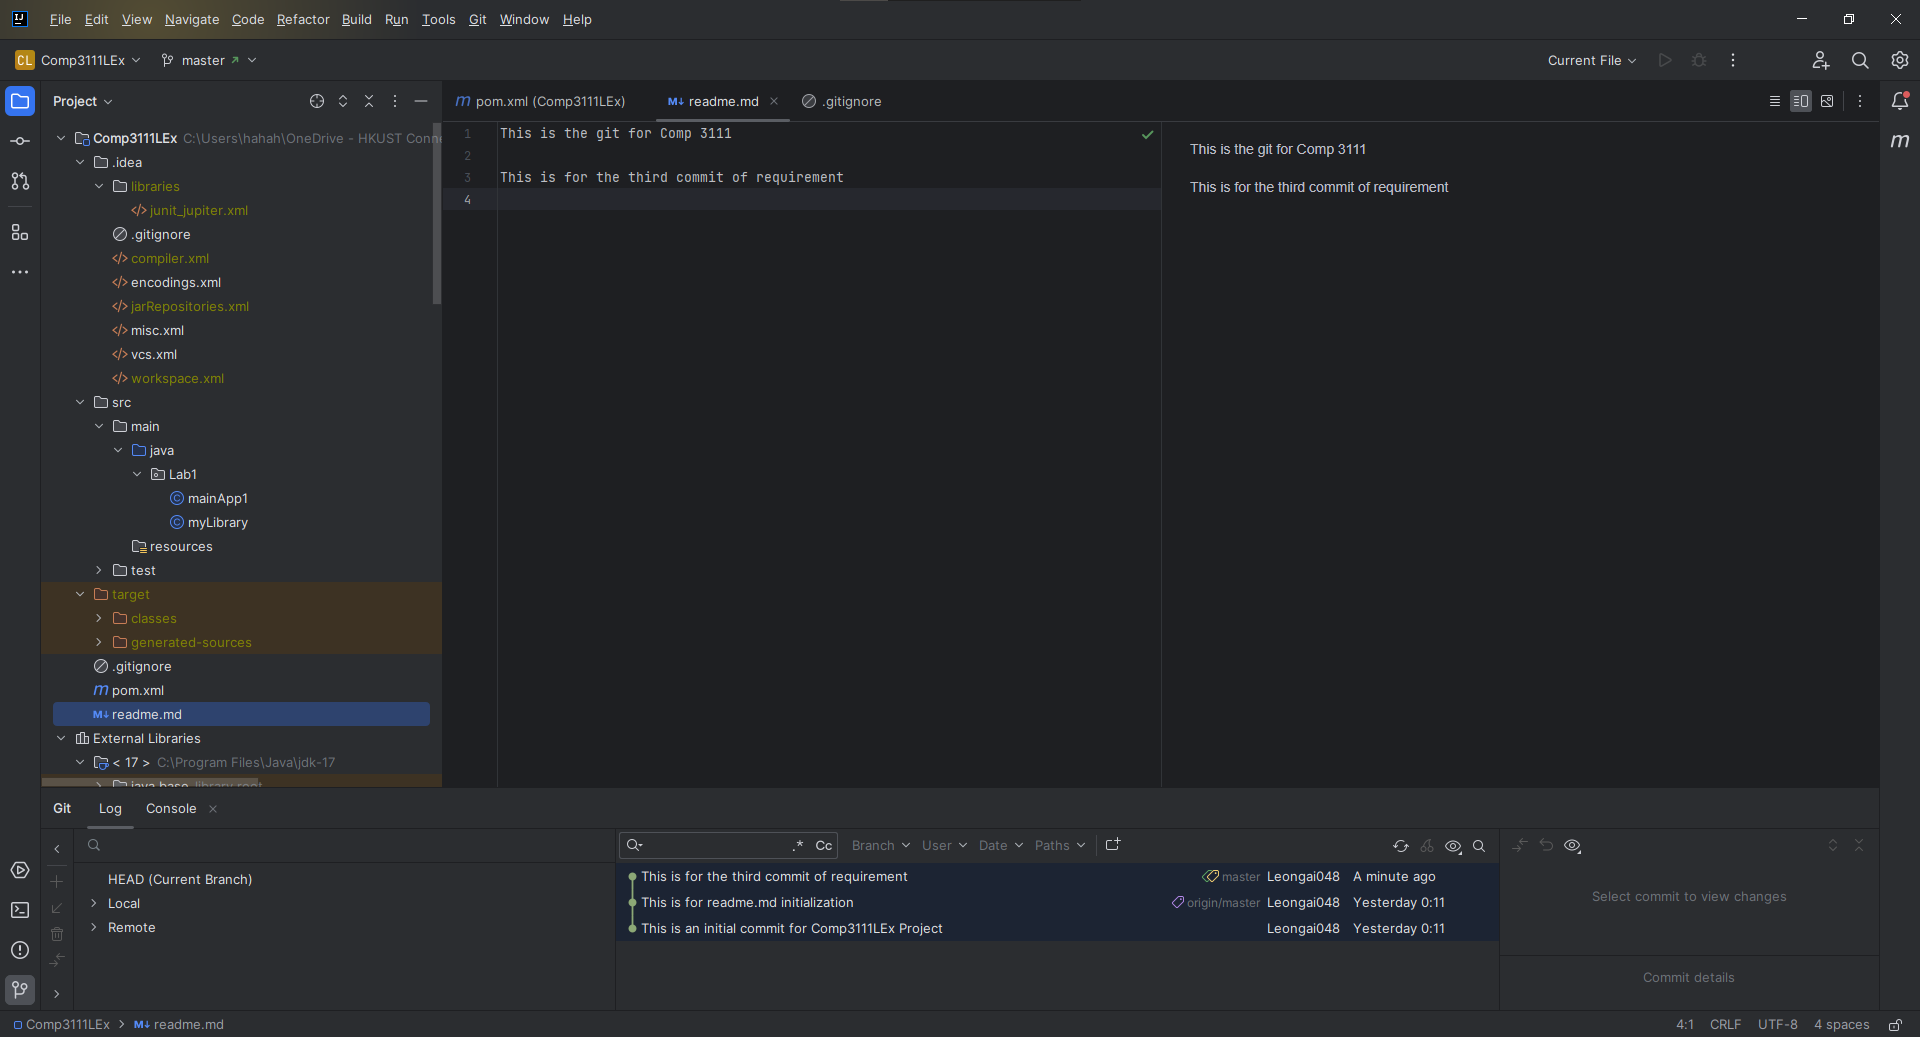 File Edit View Navigate Code Refactor Build Run Tools Git Window Help
CL Comp3111LEx master Current File
Project
pom.xml (Comp3111LEx) readme.md .gitignore
Comp3111LEx C:\Users\hahah\OneDrive - HKUST Conne
.idea
libraries
junit_jupiter.xml
.gitignore
compiler.xml
encodings.xml
jarRepositories.xml
misc.xml
vcs.xml
workspace.xml
src
main
java
Lab1
mainApp1
myLibrary
resources
test
target
classes
generated-sources
.gitignore
pom.xml
readme.md
External Libraries
< 17 > C:\Program Files\Java\jdk-17
java.base library root
1 This is the git for Comp 3111
2
3 This is for the third commit of requirement
4
This is the git for Comp 3111
This is for the third commit of requirement
Git Log Console
.* Cc Branch User Date Paths
HEAD (Current Branch)
Local
Remote
This is for the third commit of requirement master Leongai048 A minute ago
This is for readme.md initialization origin/master Leongai048 Yesterday 0:11
This is an initial commit for Comp3111LEx Project Leongai048 Yesterday 0:11
Select commit to view changes
Commit details
Comp3111LEx readme.md 4:1 CRLF UTF-8 4 spaces